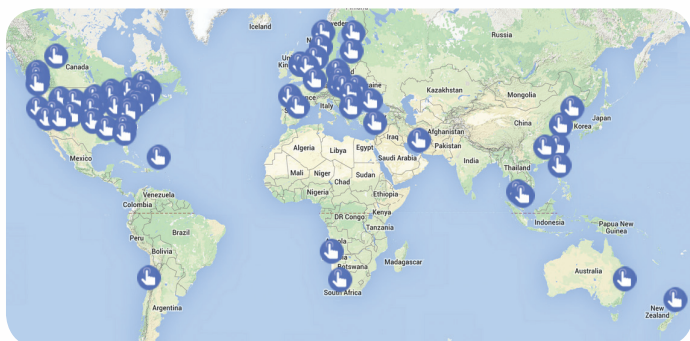 Iceland
Russia
Canada
Kazakhstan
Mongolia
Italy
Japan
Korea
China
Afghanistan
Iraq
Pakistan
Algeria
Libya
Egypt
Saudi Arabia
India
Mexico
Mali
Niger
Chad
Sudan
Thailand
Nigeria
Ethiopia
Venezuela
Colombia
DR Congo
Kenya
Indonesia
Papua New
Guinea
Tanzania
Peru
Brazil
Bolivia
Madagascar
Botswana
Australia
South Africa
Argentina
New
Zealand